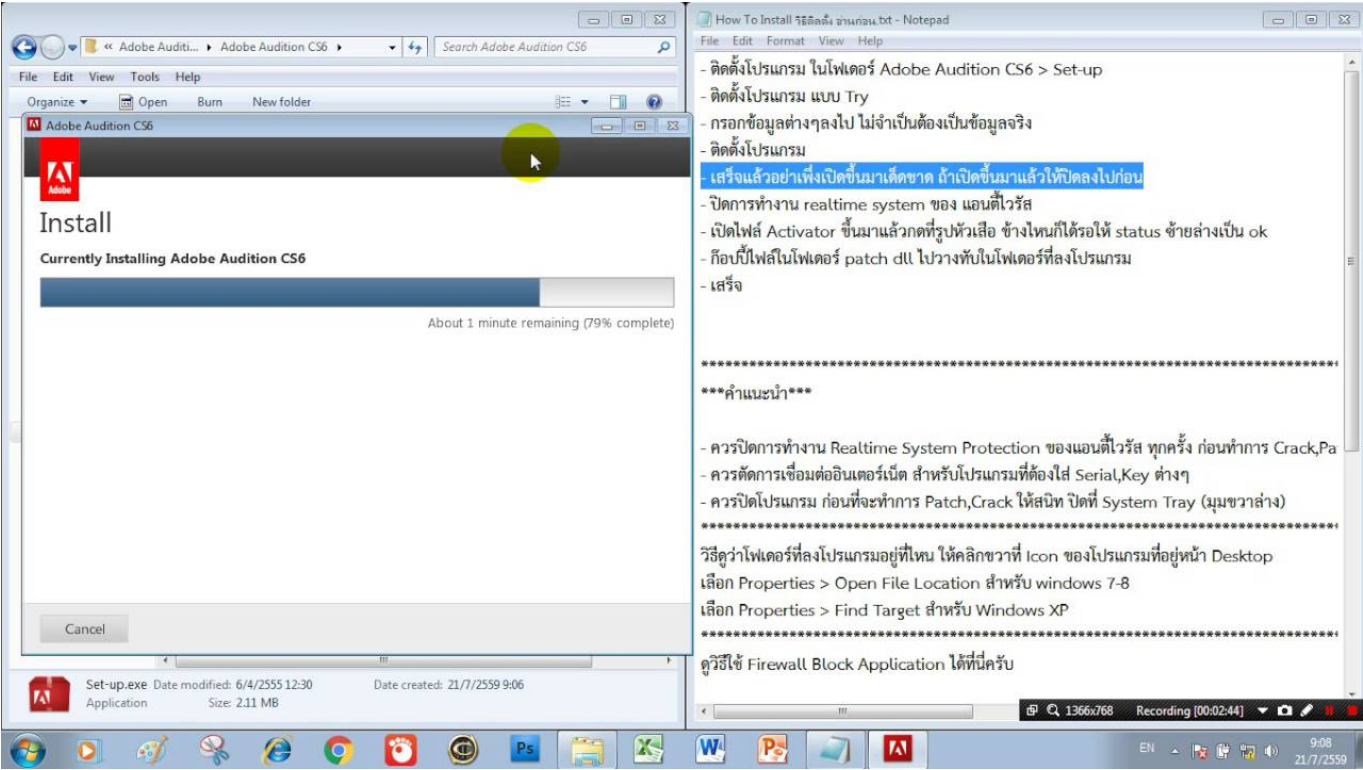 « Adobe Auditi... ▸ Adobe Audition CS6 ▸
Search Adobe Audition CS6
File Edit View Tools Help
Organize ▾ Open Burn New folder
Adobe Audition CS6
Adobe
Install
Currently Installing Adobe Audition CS6
About 1 minute remaining (79% complete)
Cancel
Set-up.exe Date modified: 6/4/2555 12:30 Date created: 21/7/2559 9:06
Application Size: 2.11 MB
How To Install วิธีติดตั้ง อ่านก่อน.txt - Notepad
File Edit Format View Help
- ติดตั้งโปรแกรม ในโฟเดอร์ Adobe Audition CS6 > Set-up
- ติดตั้งโปรแกรม แบบ Try
- กรอกข้อมูลต่างๆลงไป ไม่จำเป็นต้องเป็นข้อมูลจริง
- ติดตั้งโปรแกรม
- เสร็จแล้วอย่าเพิ่งเปิดขึ้นมาเด็ดขาด ถ้าเปิดขึ้นมาแล้วให้ปิดลงไปก่อน
- ปิดการทำงาน realtime system ของ แอนตี้ไวรัส
- เปิดไฟล์ Activator ขึ้นมาแล้วกดที่รูปหัวเสือ ข้างไหนก็ได้รอให้ status ซ้ายล่างเป็น ok
- ก๊อปปี้ไฟล์ในโฟเดอร์ patch dll ไปวางทับในโฟเดอร์ที่ลงโปรแกรม
- เสร็จ
******************************************************************************
***คำแนะนำ***
- ควรปิดการทำงาน Realtime System Protection ของแอนตี้ไวรัส ทุกครั้ง ก่อนทำการ Crack,Pa
- ควรตัดการเชื่อมต่ออินเตอร์เน็ต สำหรับโปรแกรมที่ต้องใส่ Serial,Key ต่างๆ
- ควรปิดโปรแกรม ก่อนที่จะทำการ Patch,Crack ให้สนิท ปิดที่ System Tray (มุมขวาล่าง)
******************************************************************************
วิธีดูว่าโฟเดอร์ที่ลงโปรแกรมอยู่ที่ไหน ให้คลิกขวาที่ Icon ของโปรแกรมที่อยู่หน้า Desktop
เลือก Properties > Open File Location สำหรับ windows 7-8
เลือก Properties > Find Target สำหรับ Windows XP
******************************************************************************
ดูวิธีใช้ Firewall Block Application ได้ที่นี่ครับ
1366x768 Recording [00:02:44]
Ps
EN 9:08
21/7/2559